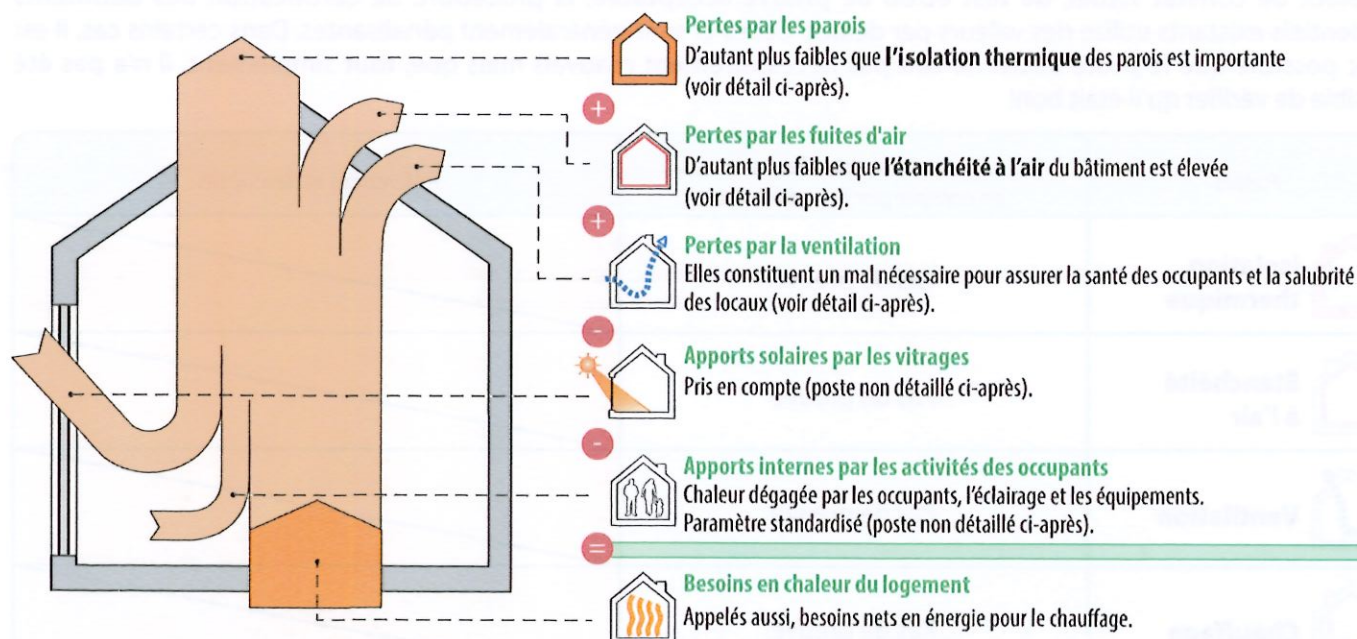 Pertes par les parois
D'autant plus faibles que l'isolation thermique des parois est importante
(voir détail ci-après).
+
Pertes par les fuites d'air
D'autant plus faibles que l'étanchéité à l'air du bâtiment est élevée
(voir détail ci-après).
+
Pertes par la ventilation
Elles constituent un mal nécessaire pour assurer la santé des occupants et la salubrité
des locaux (voir détail ci-après).
-
Apports solaires par les vitrages
Pris en compte (poste non détaillé ci-après).
-
Apports internes par les activités des occupants
Chaleur dégagée par les occupants, l'éclairage et les équipements.
Paramètre standardisé (poste non détaillé ci-après).
=
Besoins en chaleur du logement
Appelés aussi, besoins nets en énergie pour le chauffage.